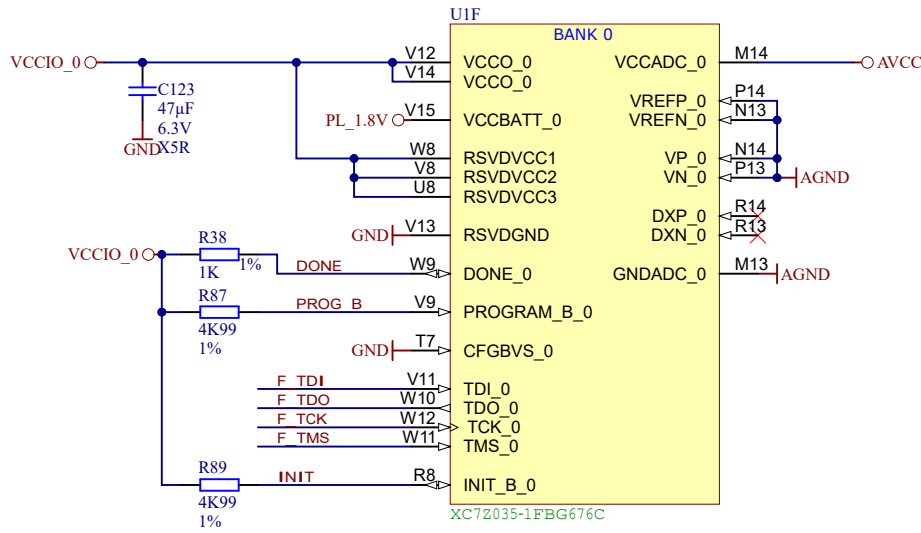 U1F
BANK 0
VCCIO_0
V12
VCCO_0
VCCADC_0
M14
AVCC
V14
VCCO_0
C123
47µF
6.3V
X5R
GND
PL_1.8V
V15
VCCBATT_0
VREFP_0
P14
VREFN_0
N13
W8
RSVDVCC1
VP_0
N14
V8
RSVDVCC2
VN_0
P13
AGND
U8
RSVDVCC3
DXP_0
R14
GND
V13
RSVDGND
DXN_0
R13
VCCIO_0
R38
1K
1%
DONE
W9
DONE_0
GNDADC_0
M13
AGND
R87
4K99
1%
PROG_B
V9
PROGRAM_B_0
GND
T7
CFGBVS_0
F_TDI
V11
TDI_0
F_TDO
W10
TDO_0
F_TCK
W12
TCK_0
F_TMS
W11
TMS_0
R89
4K99
1%
INIT
R8
INIT_B_0
XC7Z035-1FBG676C